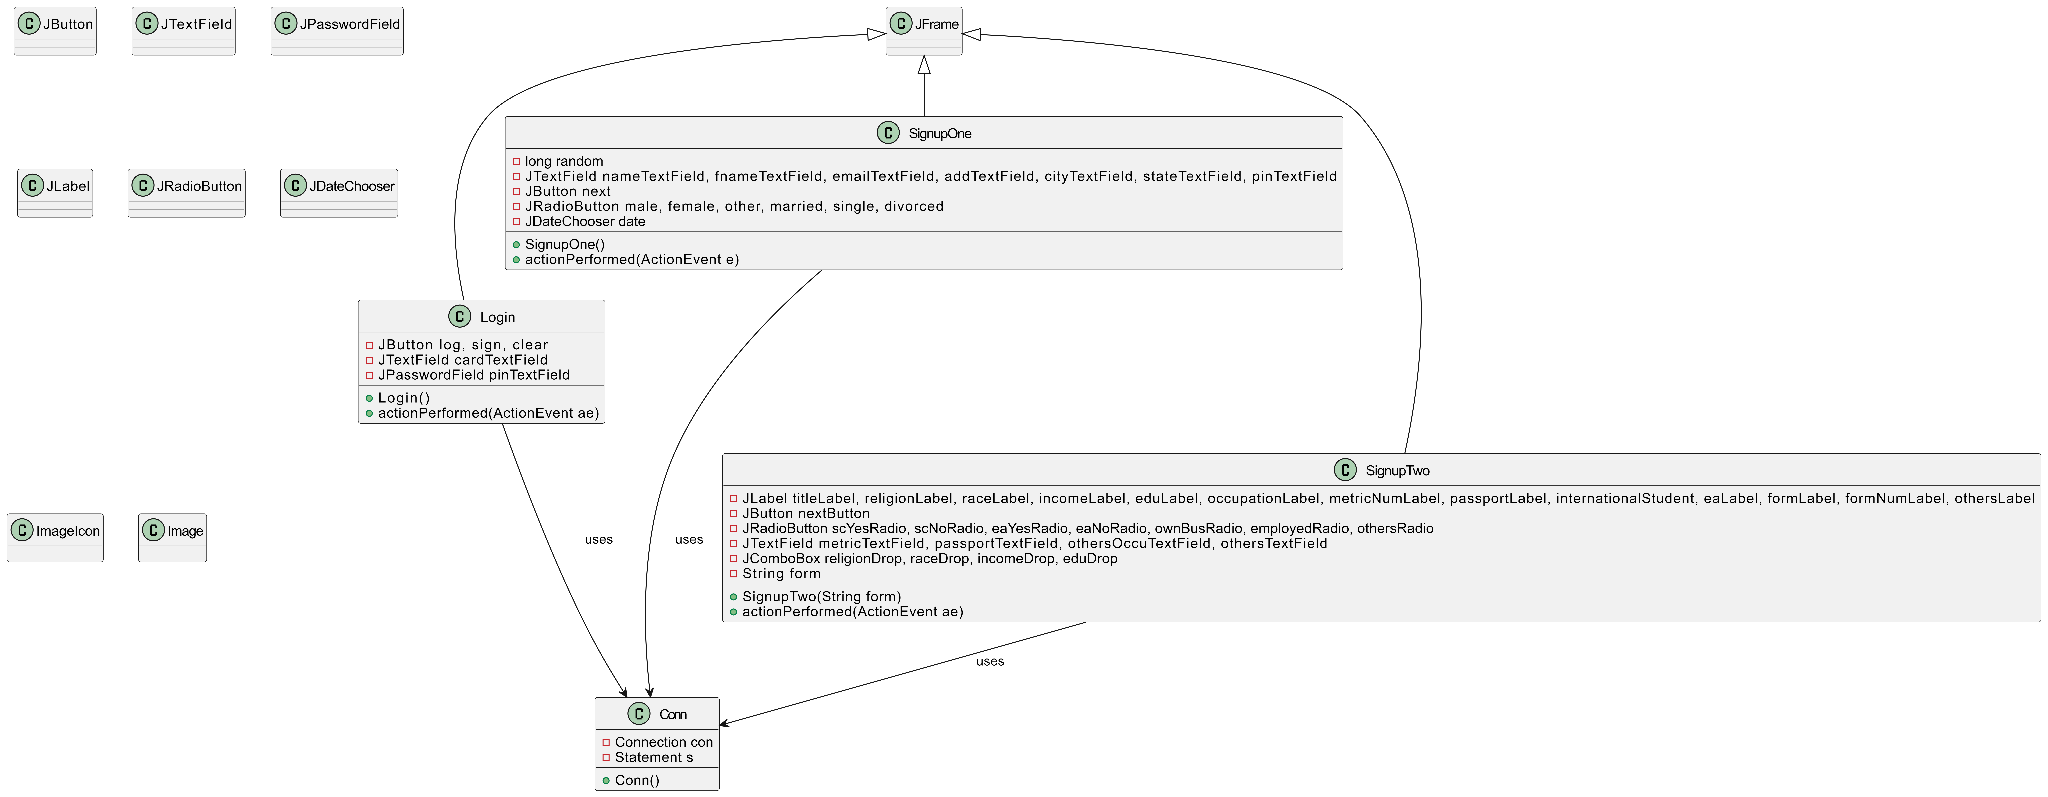 C JButton
C JTextField
C JPasswordField
C JFrame
C SignupOne
long random
JTextField nameTextField, fnameTextField, emailTextField, addTextField, cityTextField, stateTextField, pinTextField
JButton next
JRadioButton male, female, other, married, single, divorced
JDateChooser date
SignupOne()
actionPerformed(ActionEvent e)
C JLabel
C JRadioButton
C JDateChooser
C Login
JButton log, sign, clear
JTextField cardTextField
JPasswordField pinTextField
Login()
actionPerformed(ActionEvent ae)
C SignupTwo
JLabel titleLabel, religionLabel, raceLabel, incomeLabel, eduLabel, occupationLabel, metricNumLabel, passportLabel, internationalStudent, eaLabel, formLabel, formNumLabel, othersLabel
JButton nextButton
JRadioButton scYesRadio, scNoRadio, eaYesRadio, eaNoRadio, ownBusRadio, employedRadio, othersRadio
JTextField metricTextField, passportTextField, othersOccuTextField, othersTextField
JComboBox religionDrop, raceDrop, incomeDrop, eduDrop
String form
SignupTwo(String form)
actionPerformed(ActionEvent ae)
C ImageIcon
C Image
uses
uses
uses
C Conn
Connection con
Statement s
Conn()